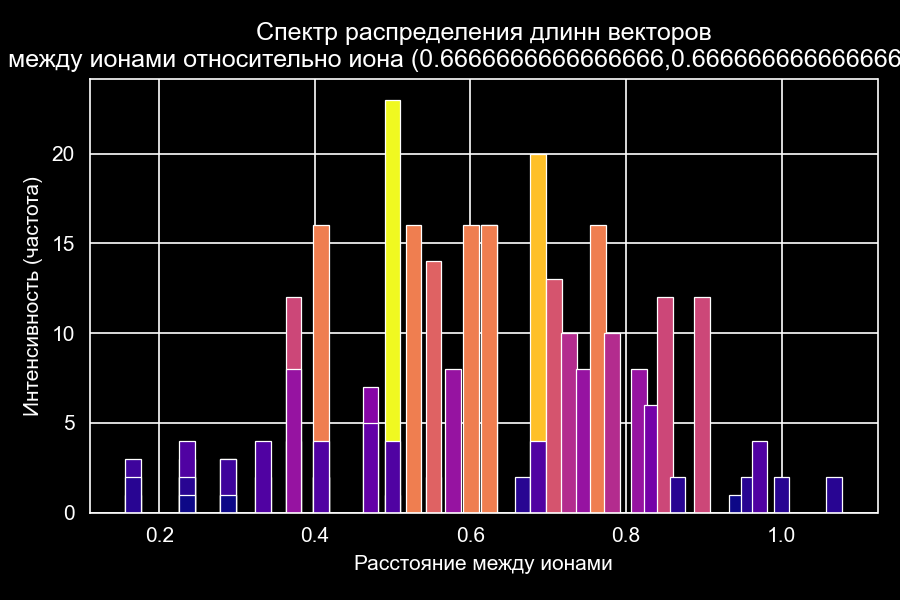 Спектр распределения длинн векторов
между ионами относительно иона (0.6666666666666666,0.666666666666666
Интенсивность (частота)
20
15
10
5
0
0.2 0.4 0.6 0.8 1.0
Расстояние между ионами